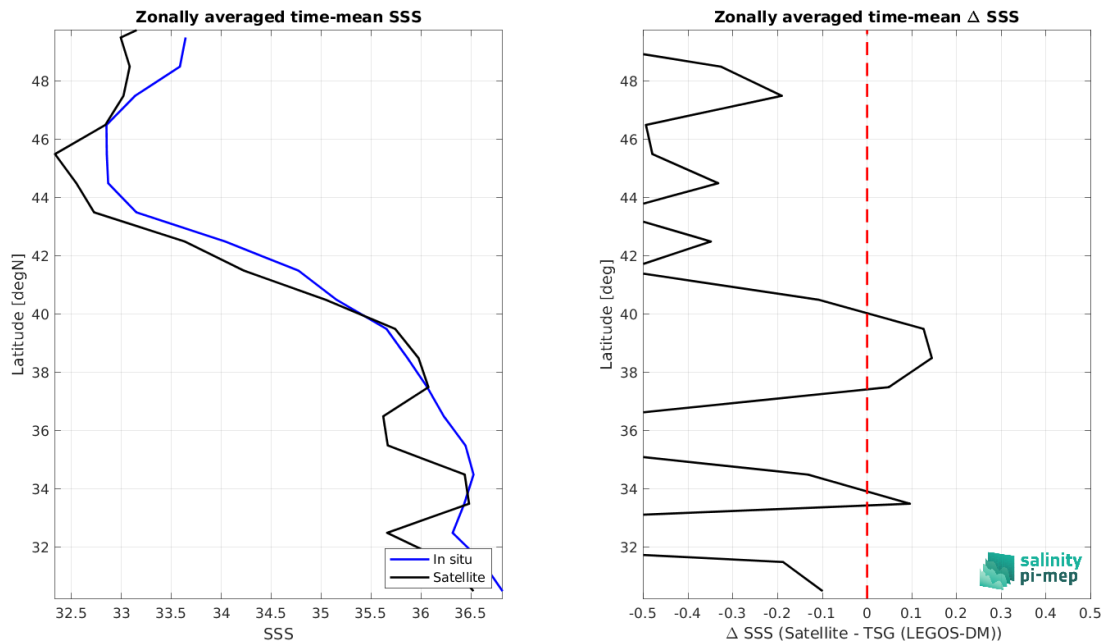 Zonally averaged time-mean SSS
48
46
44
42
40
38
36
34
32
Latitude [degN]
In situ
Satellite
32.5 33 33.5 34 34.5 35 35.5 36 36.5
SSS
Zonally averaged time-mean Δ SSS
48
46
44
42
40
38
36
34
32
Latitude [deg]
salinity
pi-mep
-0.5 -0.4 -0.3 -0.2 -0.1 0 0.1 0.2 0.3 0.4 0.5
Δ SSS (Satellite - TSG (LEGOS-DM))